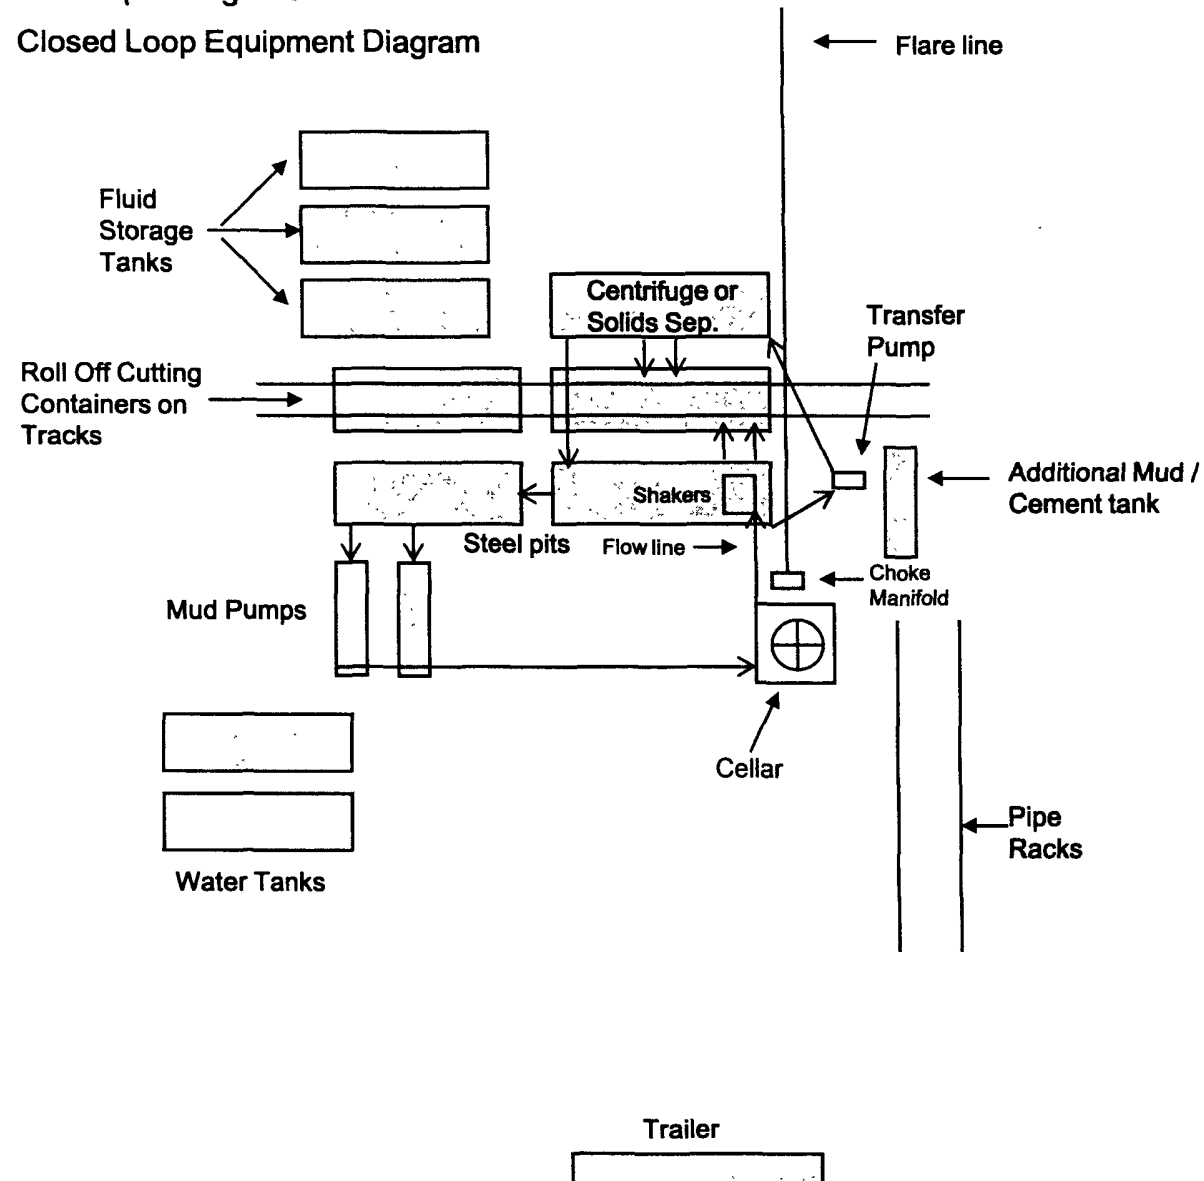 Closed Loop Equipment Diagram
Flare line
Fluid
Storage
Tanks
Centrifuge or
Solids Sep.
Transfer
Pump
Roll Off Cutting
Containers on
Tracks
Additional Mud /
Cement tank
Shakers
Steel pits
Flow line
Choke
Manifold
Mud Pumps
Cellar
Pipe
Racks
Water Tanks
Trailer